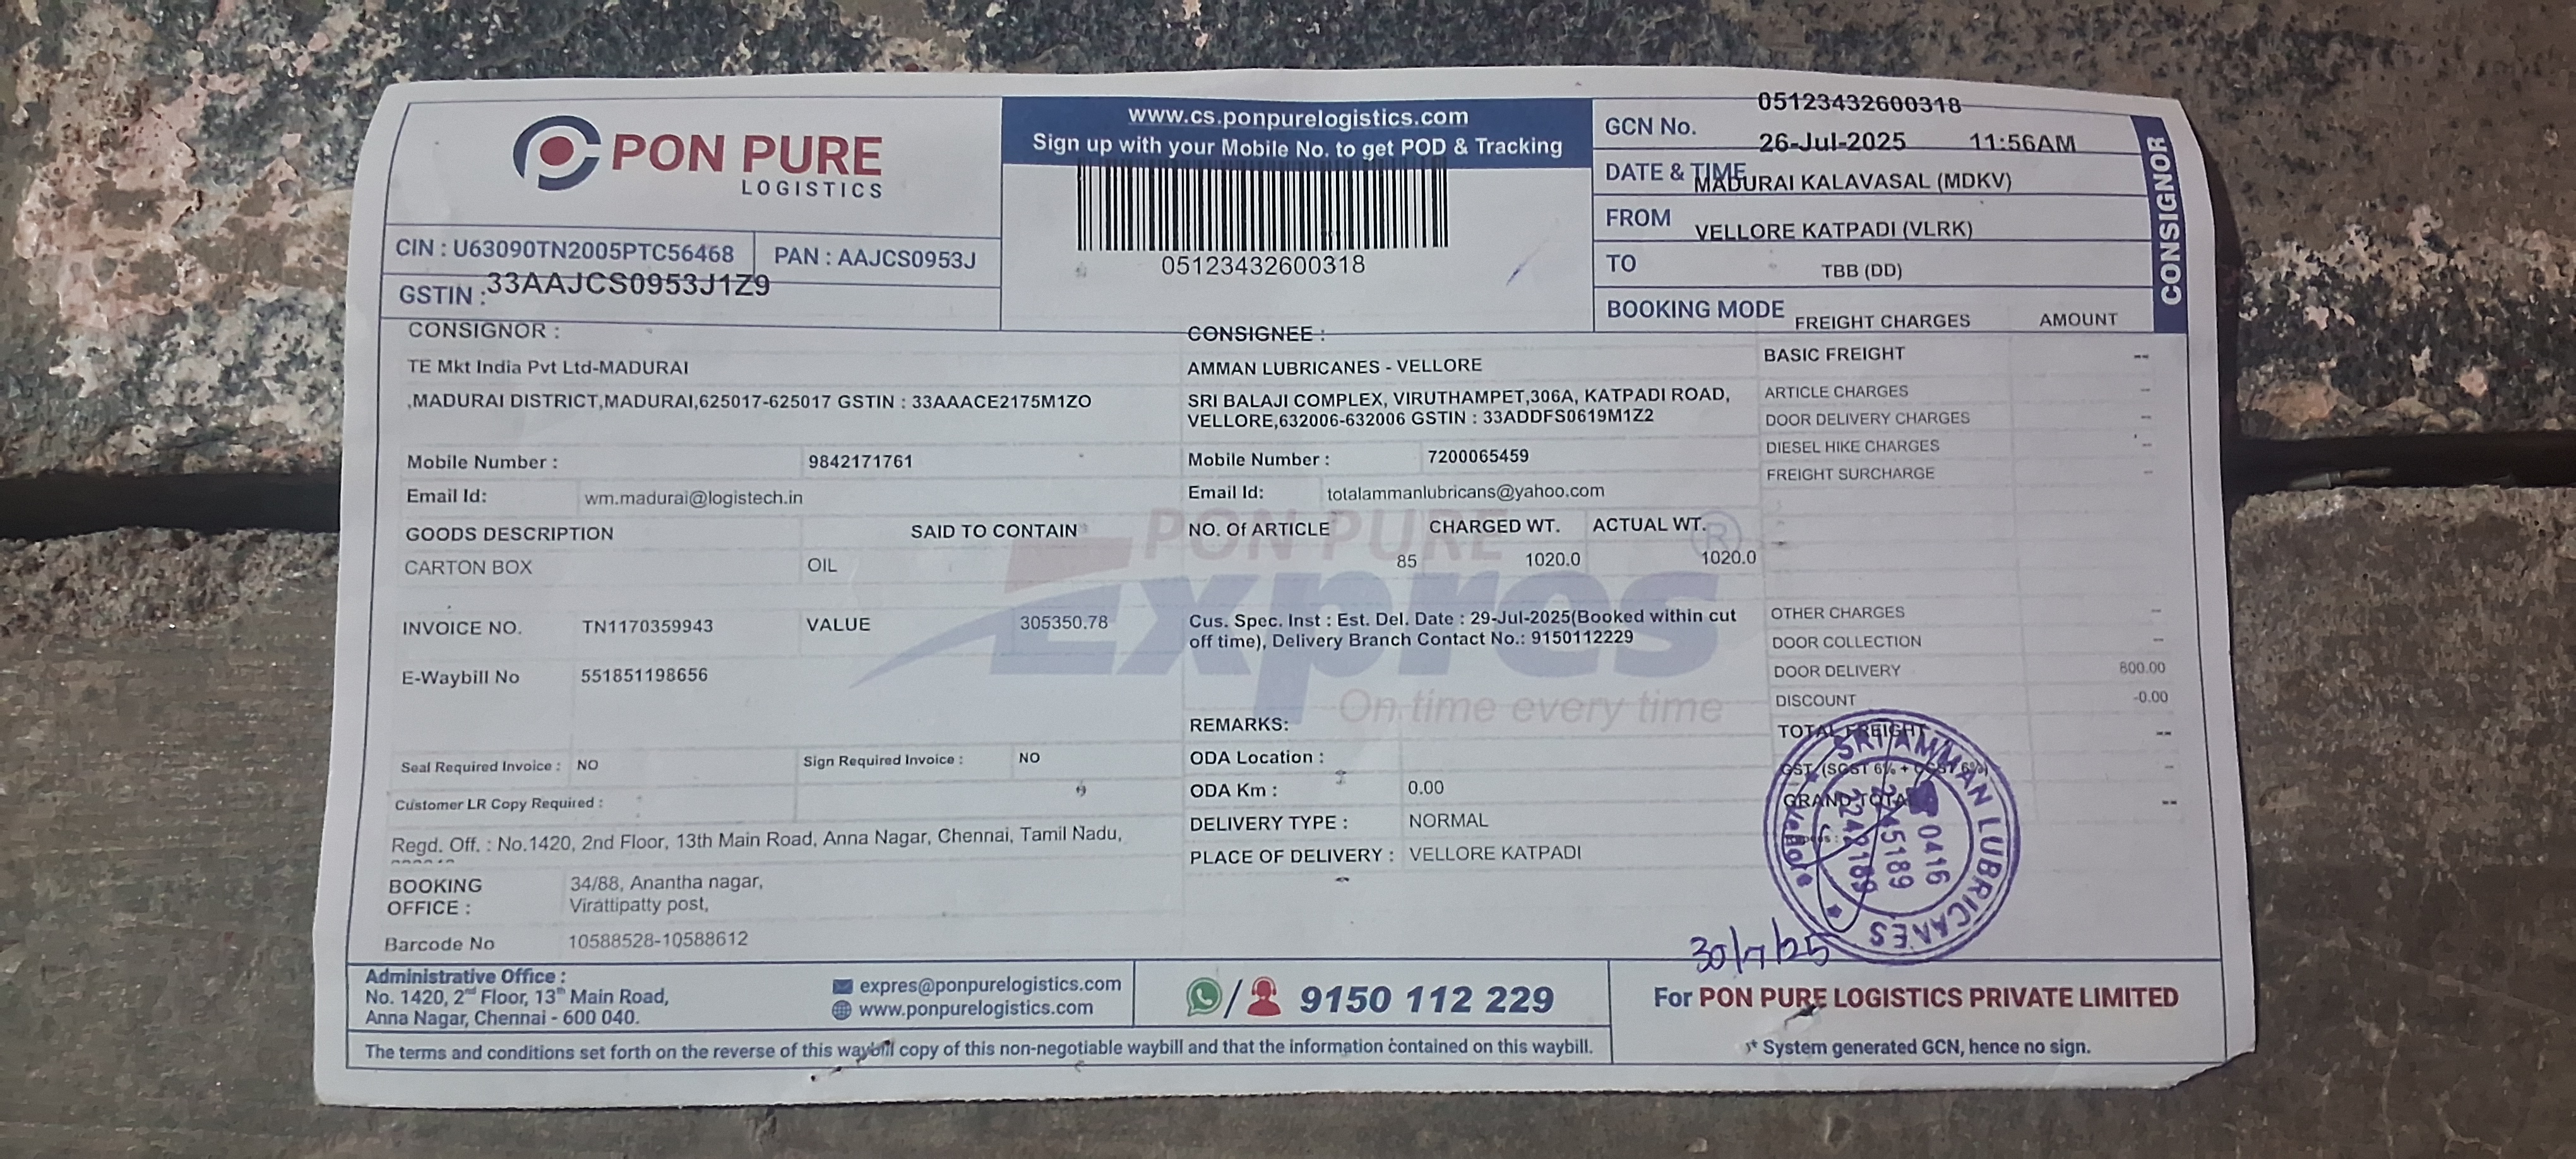 PON PURE
LOGISTICS
CIN : U63090TN2005PTC56468 PAN : AAJCS0953J
GSTIN : 33AAJCS0953J1Z9
www.cs.ponpurelogistics.com
Sign up with your Mobile No. to get POD & Tracking
05123432600318
GCN No. 05123432600318
DATE & TIME 26-Jul-2025 11:56AM
FROM MADURAI KALAVASAL (MDKV)
TO VELLORE KATPADI (VLRK)
BOOKING MODE TBB (DD)
CONSIGNOR
CONSIGNOR :
TE Mkt India Pvt Ltd-MADURAI
,MADURAI DISTRICT,MADURAI,625017-625017 GSTIN : 33AAACE2175M1ZO
Mobile Number : 9842171761
Email Id: wm.madurai@logistech.in
CONSIGNEE :
AMMAN LUBRICANES - VELLORE
SRI BALAJI COMPLEX, VIRUTHAMPET,306A, KATPADI ROAD,
VELLORE,632006-632006 GSTIN : 33ADDFS0619M1Z2
Mobile Number : 7200065459
Email Id: totalammanlubricans@yahoo.com
GOODS DESCRIPTION SAID TO CONTAIN NO. Of ARTICLE CHARGED WT. ACTUAL WT.
CARTON BOX OIL 85 1020.0 1020.0
INVOICE NO. TN1170359943 VALUE 305350.78
E-Waybill No 551851198656
Cus. Spec. Inst : Est. Del. Date : 29-Jul-2025(Booked within cut
off time), Delivery Branch Contact No.: 9150112229
PON PURE
Expres ®
On time every time
Seal Required Invoice : NO Sign Required Invoice : NO
Customer LR Copy Required :
Regd. Off. : No.1420, 2nd Floor, 13th Main Road, Anna Nagar, Chennai, Tamil Nadu,
BOOKING 34/88, Anantha nagar,
OFFICE : Virattipatty post,
Barcode No 10588528-10588612
REMARKS:
ODA Location :
ODA Km : 0.00
DELIVERY TYPE : NORMAL
PLACE OF DELIVERY : VELLORE KATPADI
FREIGHT CHARGES AMOUNT
BASIC FREIGHT --
ARTICLE CHARGES --
DOOR DELIVERY CHARGES --
DIESEL HIKE CHARGES --
FREIGHT SURCHARGE --
OTHER CHARGES --
DOOR COLLECTION --
DOOR DELIVERY 800.00
DISCOUNT -0.00
TOTAL FREIGHT --
GST (SGST 6% + CGST 6%) --
GRAND TOTAL --
SRI AMMAN LUBRICANES
Vellore
0416
2245189
2242189
30/7/25
Administrative Office :
No. 1420, 2nd Floor, 13th Main Road,
Anna Nagar, Chennai - 600 040.
expres@ponpurelogistics.com
www.ponpurelogistics.com
9150 112 229
For PON PURE LOGISTICS PRIVATE LIMITED
The terms and conditions set forth on the reverse of this waybill copy of this non-negotiable waybill and that the information contained on this waybill.
* System generated GCN, hence no sign.